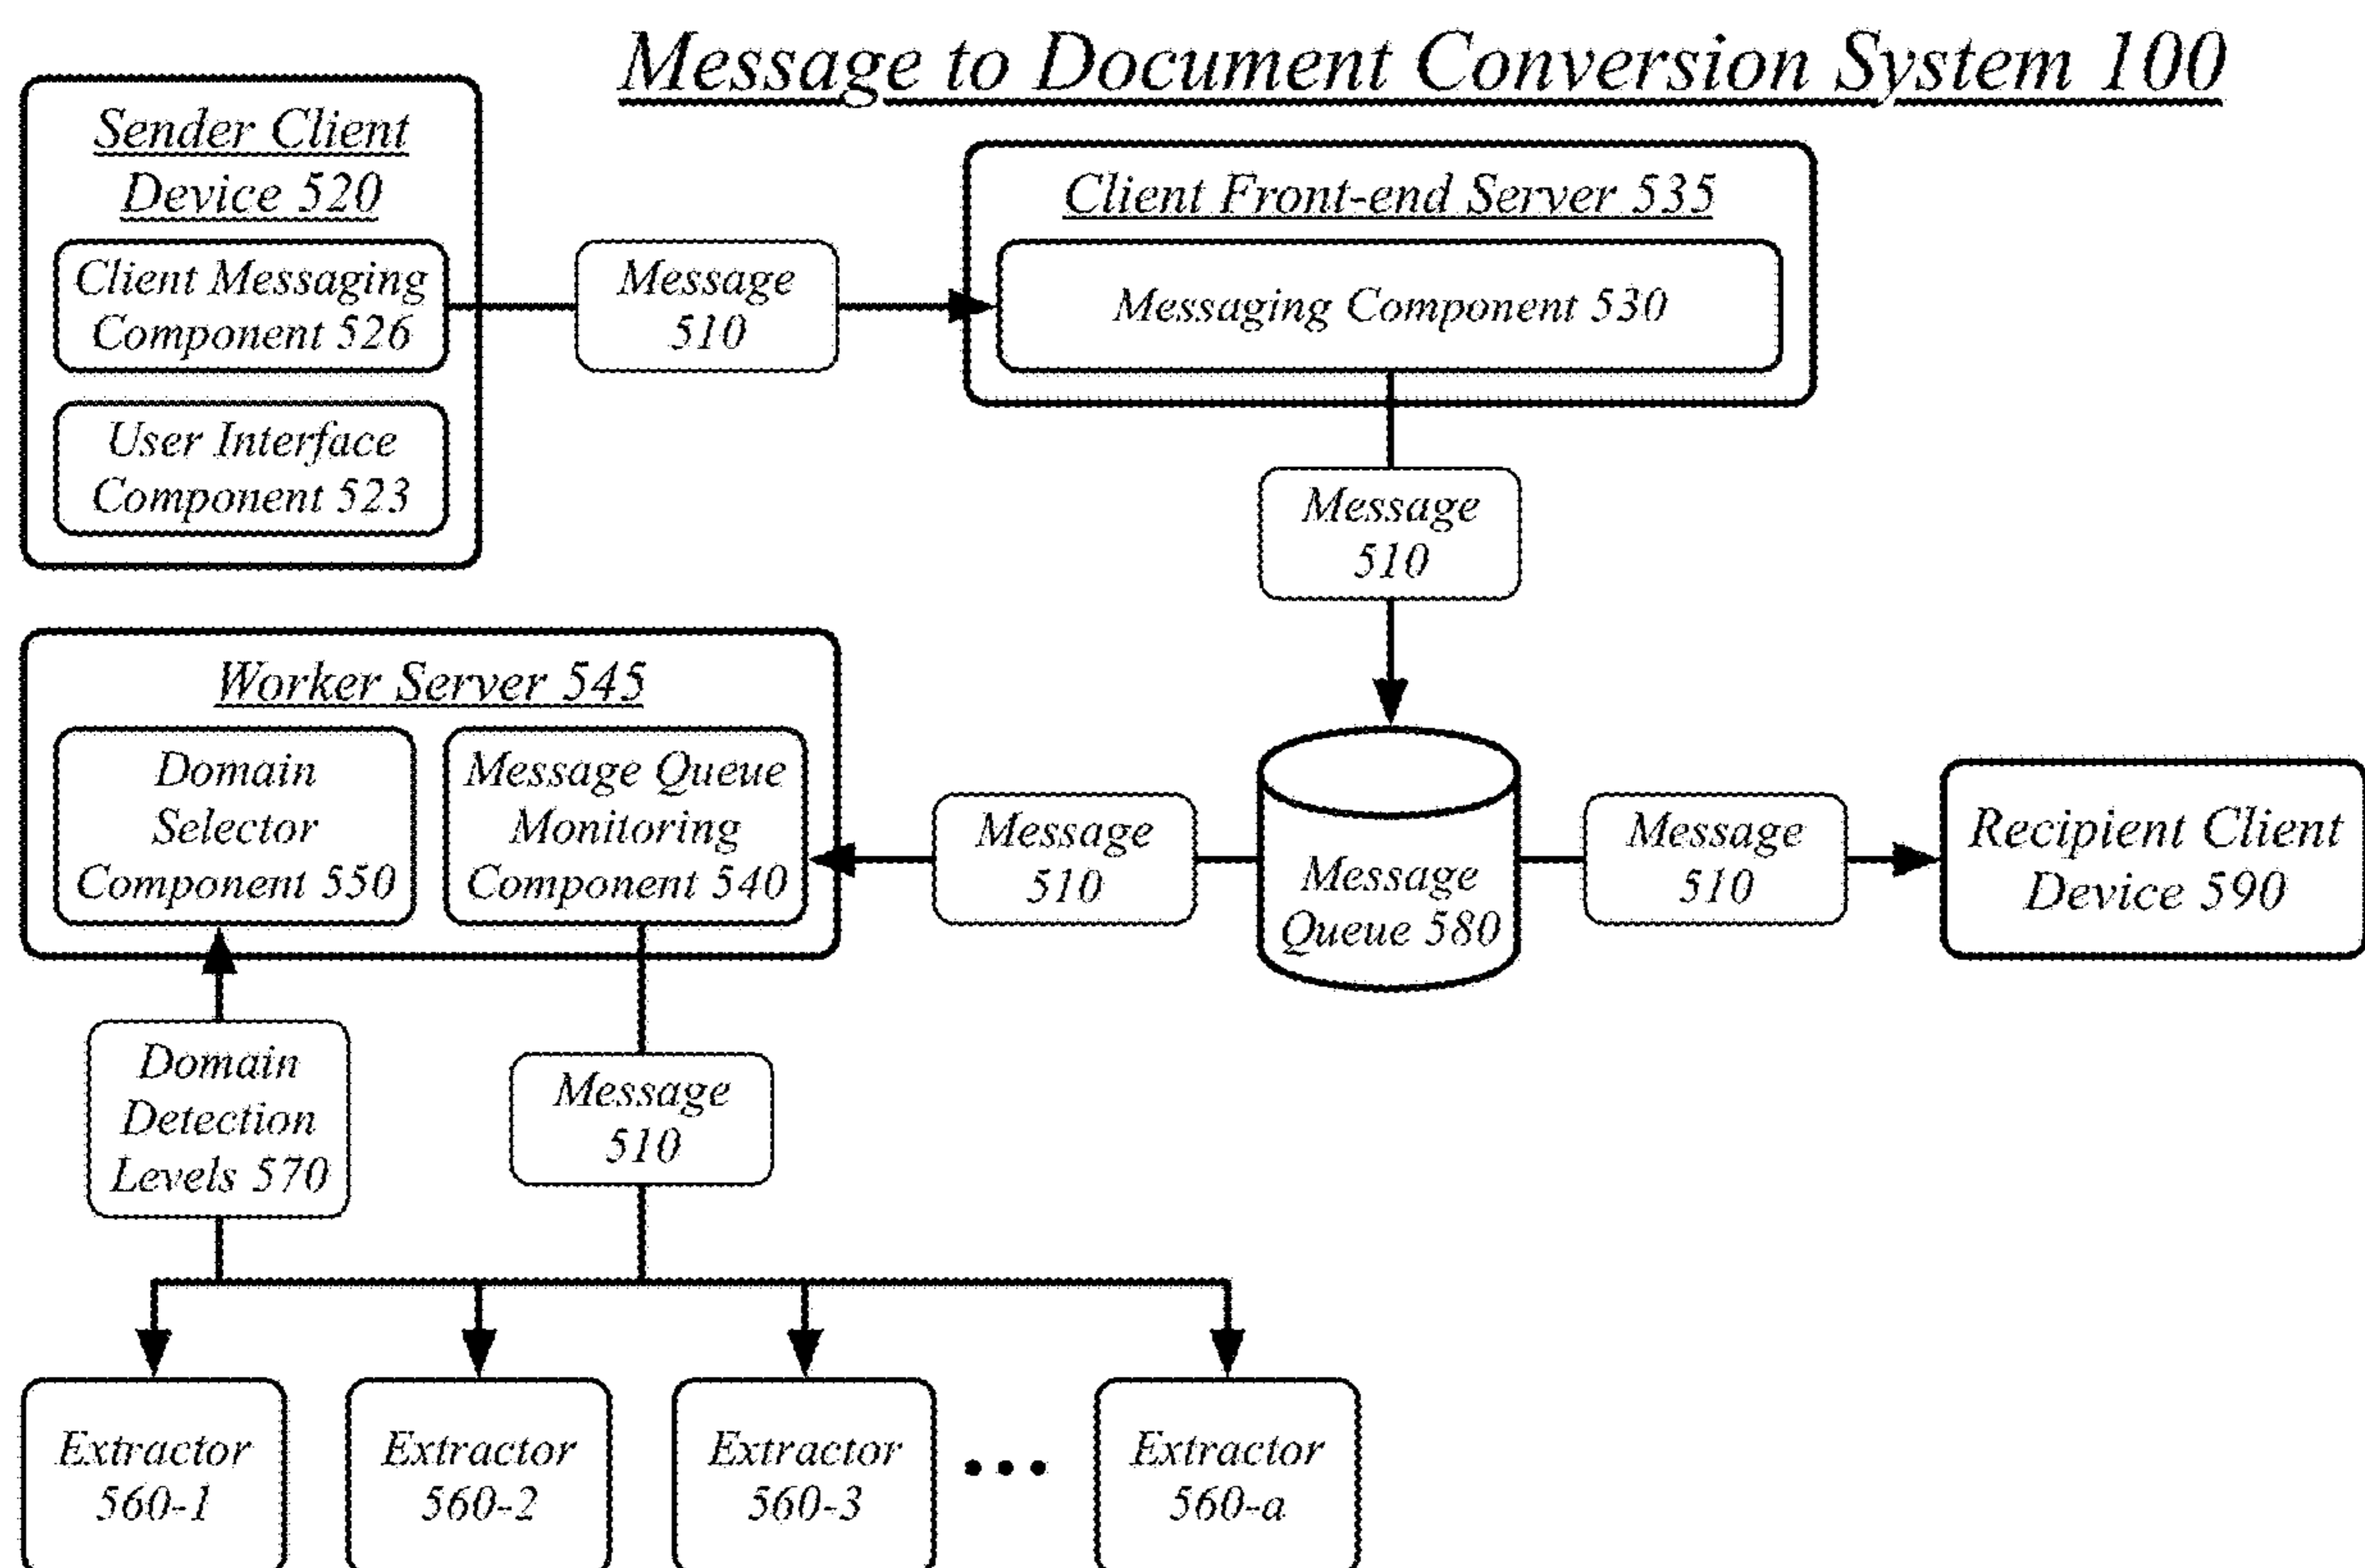 Message to Document Conversion System 100
Sender Client
Device 520
Client Messaging
Component 526
User Interface
Component 523
Message
510
Client Front-end Server 535
Messaging Component 530
Message
510
Worker Server 545
Domain
Selector
Component 550
Message Queue
Monitoring
Component 540
Message
510
Message
Queue 580
Message
510
Recipient Client
Device 590
Domain
Detection
Levels 570
Message
510
Extractor
560-1
Extractor
560-2
Extractor
560-3
...
Extractor
560-a